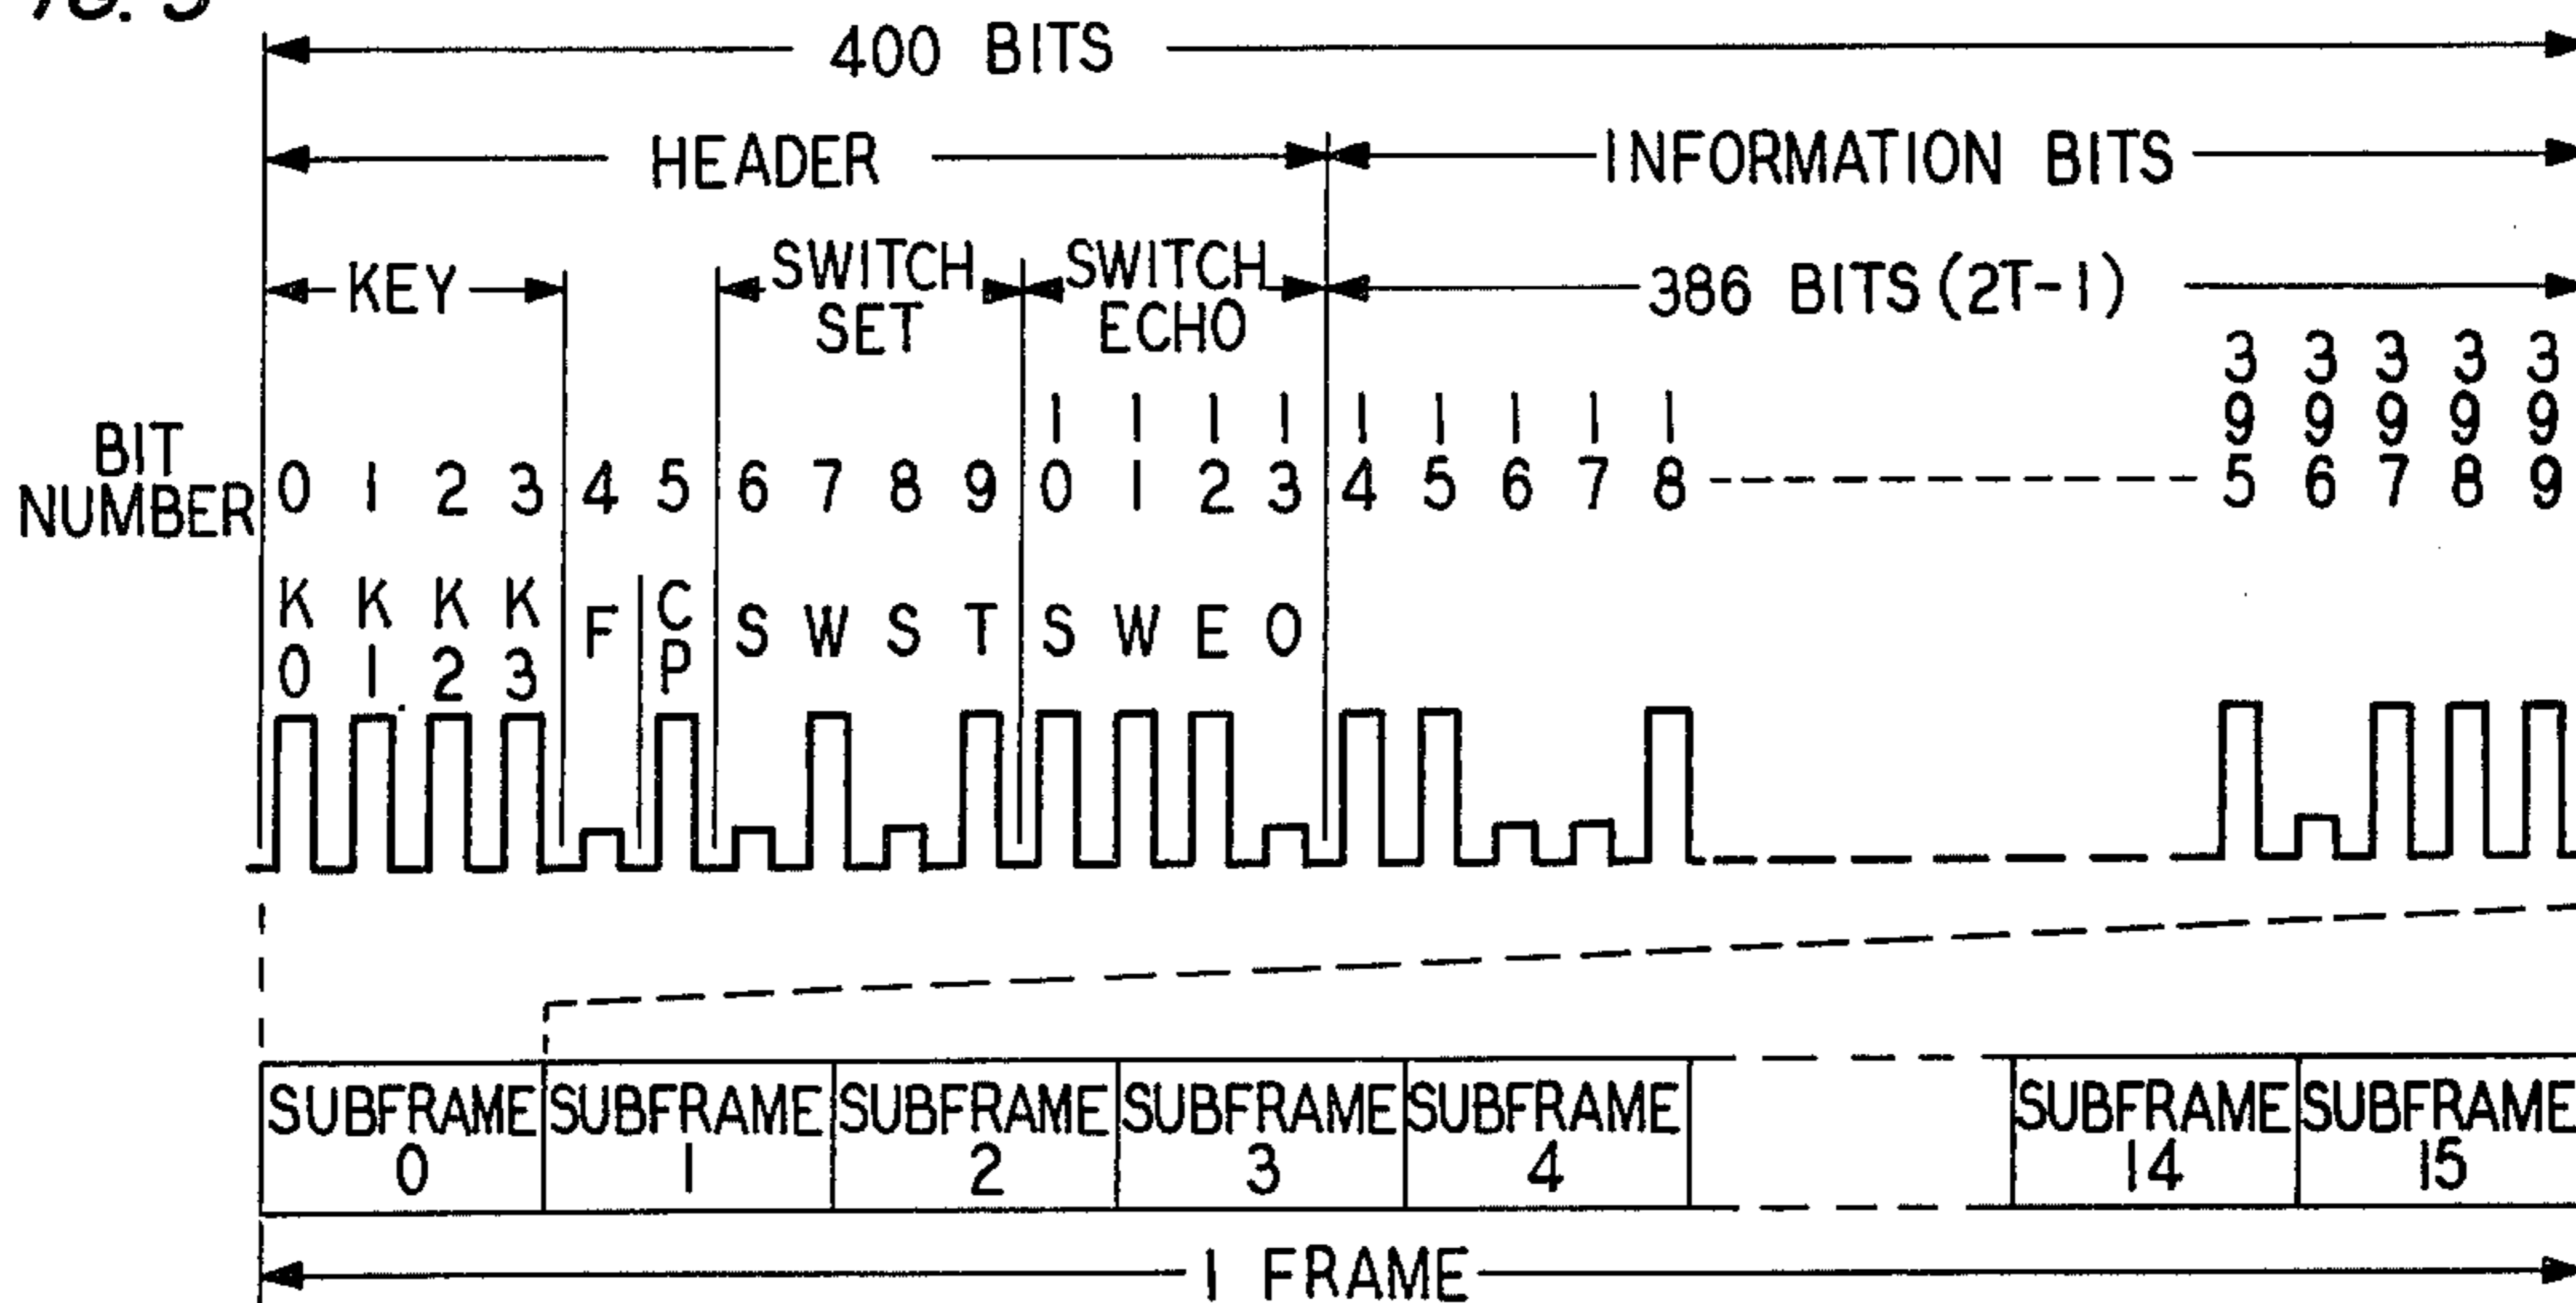 400 BITS
HEADER INFORMATION BITS
KEY SWITCH SET SWITCH ECHO 386 BITS (2T-1)
BIT NUMBER 0 1 2 3 4 5 6 7 8 9 10 11 12 13 14 15 16 17 18 395 396 397 398 399
K0 K1 K2 K3 F CP S W S T S W E O
SUBFRAME 0 SUBFRAME 1 SUBFRAME 2 SUBFRAME 3 SUBFRAME 4 SUBFRAME 14 SUBFRAME 15
1 FRAME